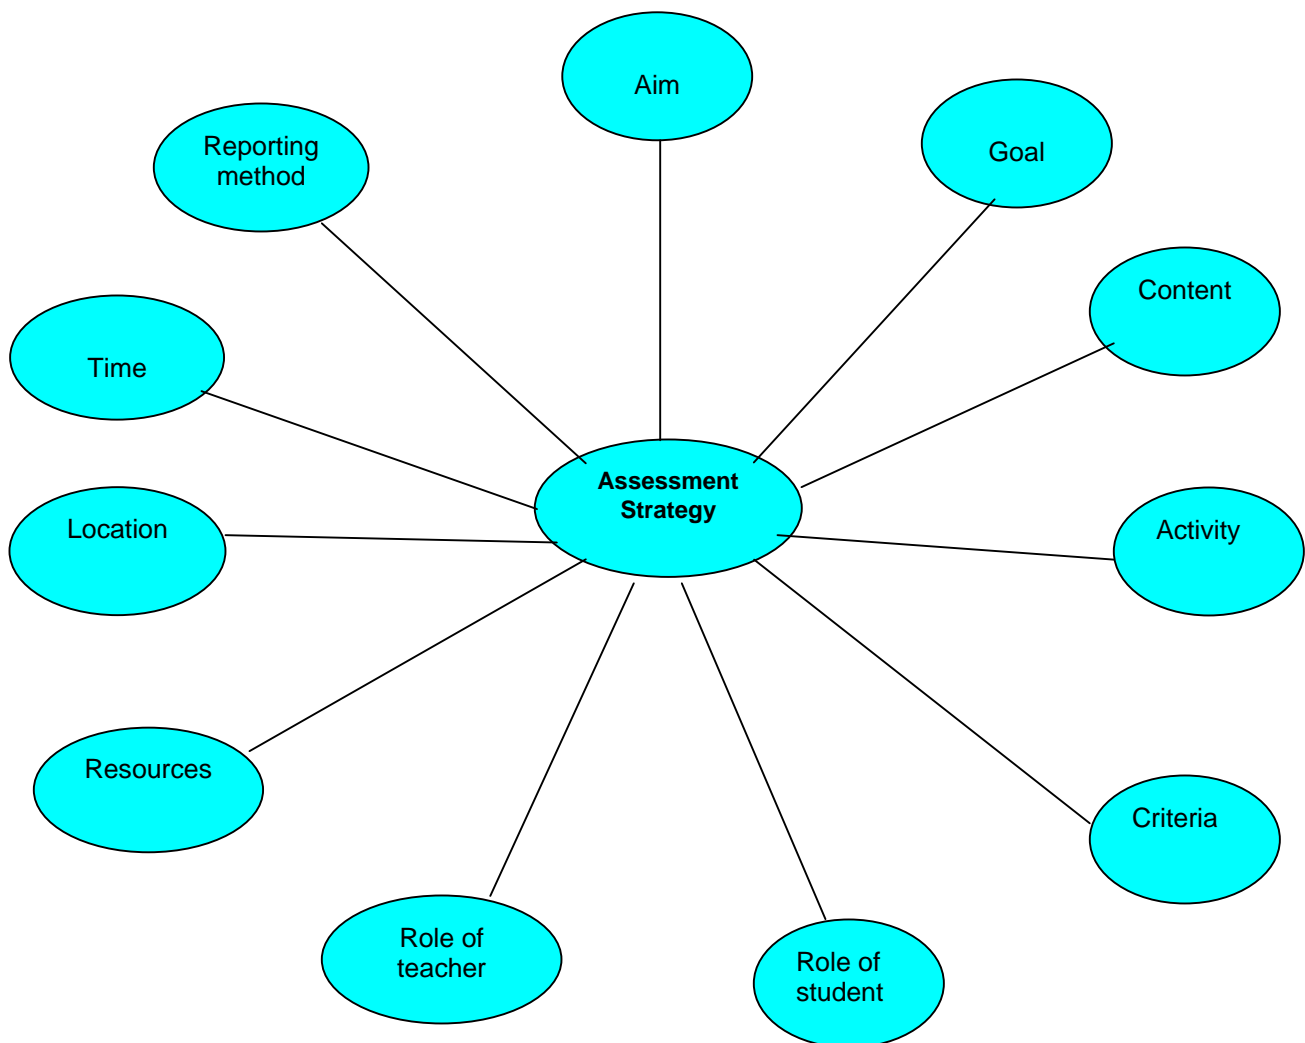 Aim
Reporting
method
Goal
Content
Time
Assessment
Strategy
Location
Activity
Resources
Criteria
Role of
teacher
Role of
student